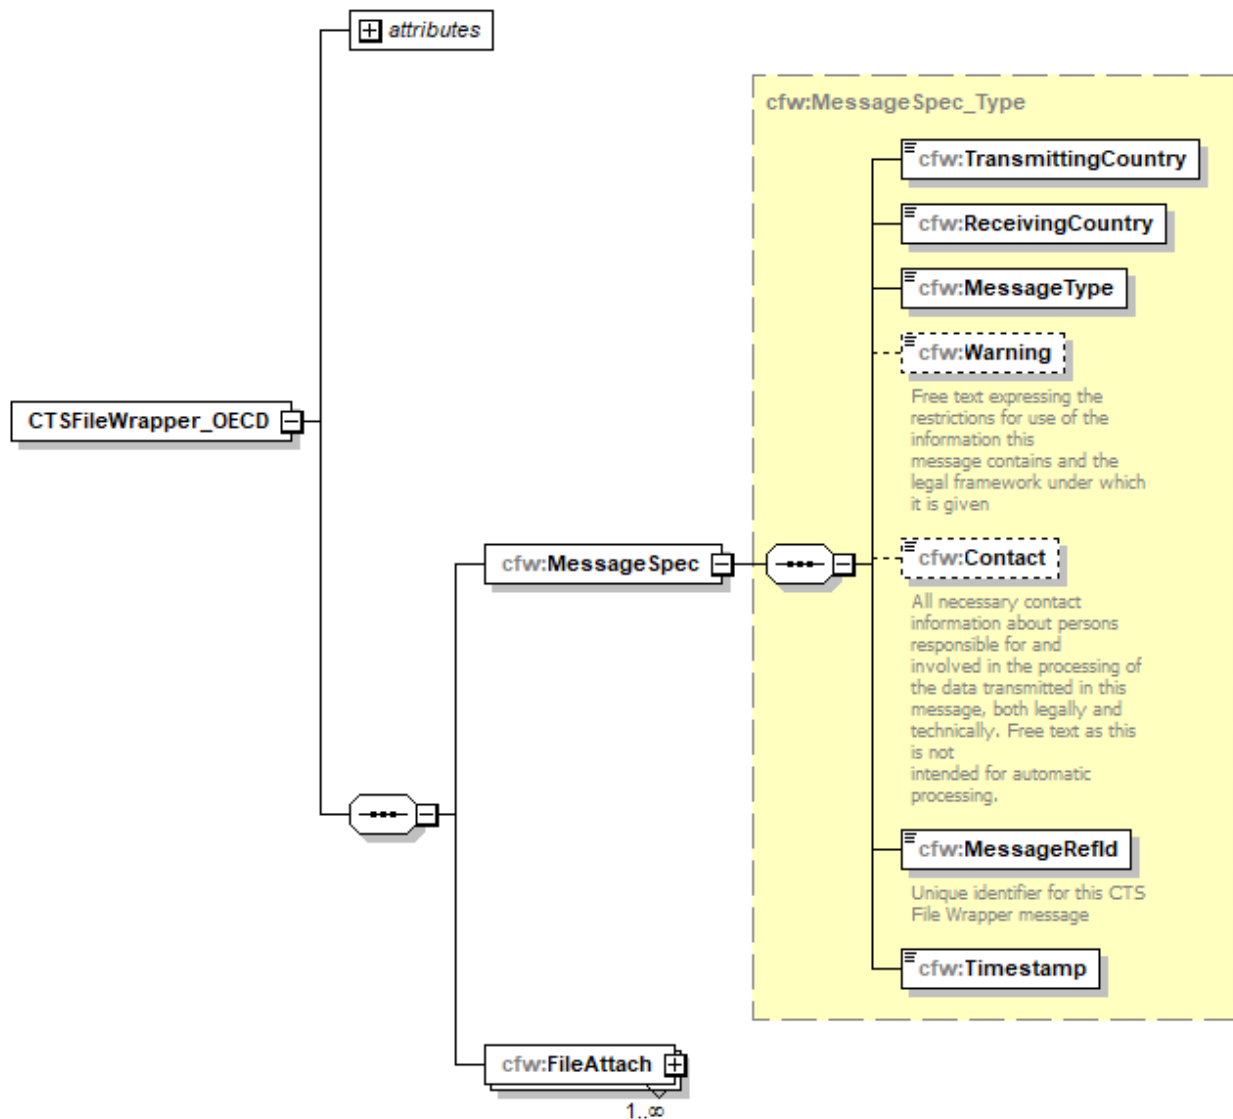 attributes
cfw:MessageSpec_Type
cfw:TransmittingCountry
cfw:ReceivingCountry
cfw:MessageType
cfw:Warning
Free text expressing the
restrictions for use of the
information this
message contains and the
legal framework under which
it is given
CTSFileWrapper_OECD
cfw:MessageSpec
cfw:Contact
All necessary contact
information about persons
responsible for and
involved in the processing of
the data transmitted in this
message, both legally and
technically. Free text as this
is not
intended for automatic
processing.
cfw:MessageRefId
Unique identifier for this CTS
File Wrapper message
cfw:Timestamp
cfw:FileAttach
1..∞